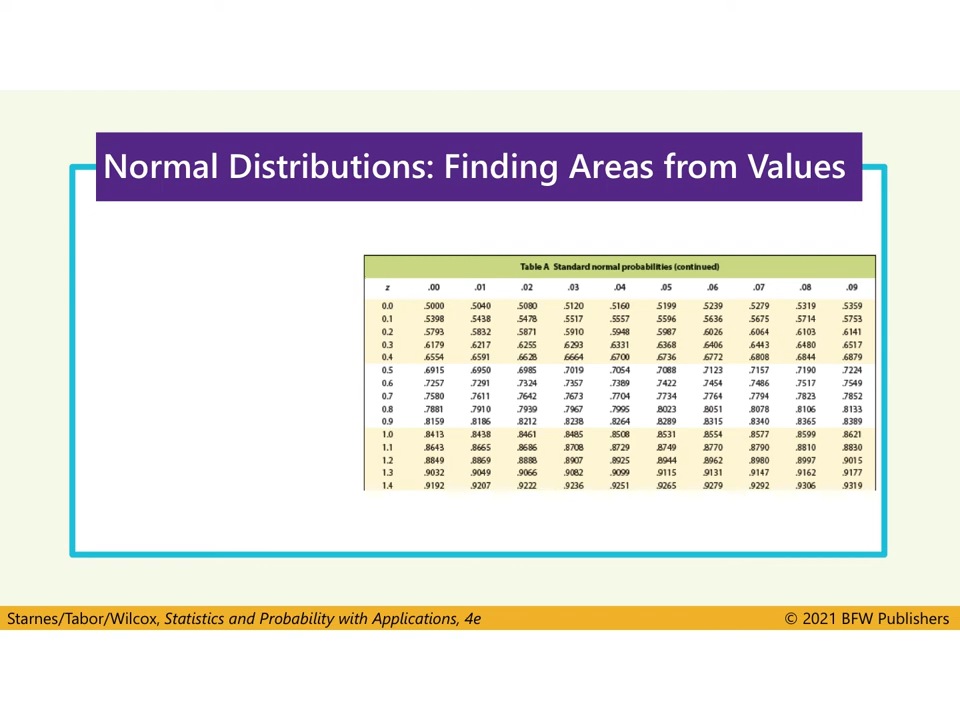 Normal Distributions: Finding Areas from Values
Table A Standard normal probabilities (continued)
z .00 .01 .02 .03 .04 .05 .06 .07 .08 .09
0.0 .5000 .5040 .5080 .5120 .5160 .5199 .5239 .5279 .5319 .5359
0.1 .5398 .5438 .5478 .5517 .5557 .5596 .5636 .5675 .5714 .5753
0.2 .5793 .5832 .5871 .5910 .5948 .5987 .6026 .6064 .6103 .6141
0.3 .6179 .6217 .6255 .6293 .6331 .6368 .6406 .6443 .6480 .6517
0.4 .6554 .6591 .6628 .6664 .6700 .6736 .6772 .6808 .6844 .6879
0.5 .6915 .6950 .6985 .7019 .7054 .7088 .7123 .7157 .7190 .7224
0.6 .7257 .7291 .7324 .7357 .7389 .7422 .7454 .7486 .7517 .7549
0.7 .7580 .7611 .7642 .7673 .7704 .7734 .7764 .7794 .7823 .7852
0.8 .7881 .7910 .7939 .7967 .7995 .8023 .8051 .8078 .8106 .8133
0.9 .8159 .8186 .8212 .8238 .8264 .8289 .8315 .8340 .8365 .8389
1.0 .8413 .8438 .8461 .8485 .8508 .8531 .8554 .8577 .8599 .8621
1.1 .8643 .8665 .8686 .8708 .8729 .8749 .8770 .8790 .8810 .8830
1.2 .8849 .8869 .8888 .8907 .8925 .8944 .8962 .8980 .8997 .9015
1.3 .9032 .9049 .9066 .9082 .9099 .9115 .9131 .9147 .9162 .9177
1.4 .9192 .9207 .9222 .9236 .9251 .9265 .9279 .9292 .9306 .9319
Starnes/Tabor/Wilcox, Statistics and Probability with Applications, 4e © 2021 BFW Publishers